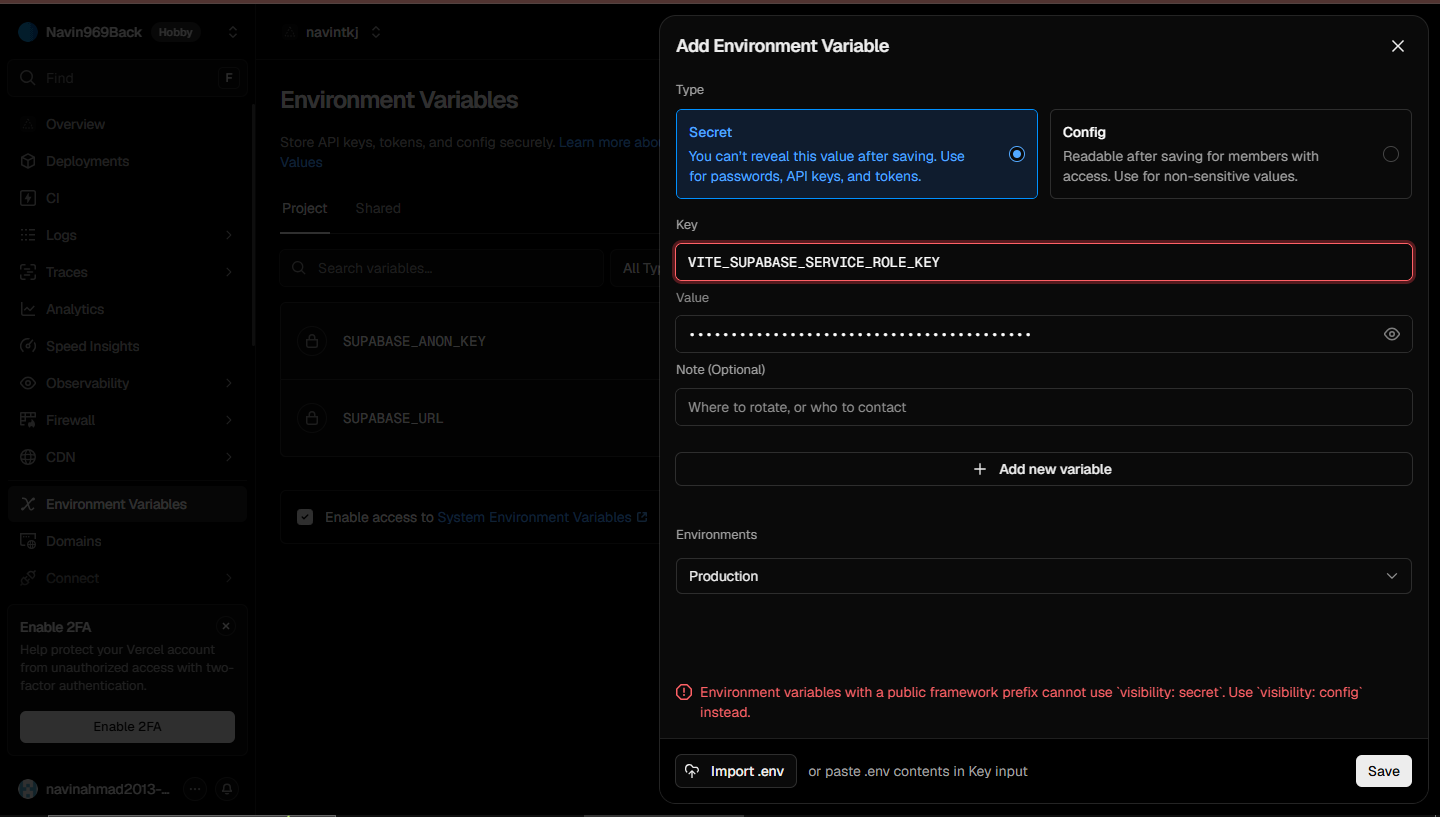 Navin969Back Hobby
Find F
Overview
Deployments
CI
Logs
Traces
Analytics
Speed Insights
Observability
Firewall
CDN
Environment Variables
Domains
Connect
Enable 2FA
Help protect your Vercel account
from unauthorized access with two-
factor authentication.
Enable 2FA
navinahmad2013-...
navintkj
Environment Variables
Store API keys, tokens, and config securely. Learn more abou
Values
Project Shared
Search variables...
All Typ
SUPABASE_ANON_KEY
SUPABASE_URL
Enable access to System Environment Variables
Add Environment Variable
Type
Secret
You can't reveal this value after saving. Use
for passwords, API keys, and tokens.
Config
Readable after saving for members with
access. Use for non-sensitive values.
Key
VITE_SUPABASE_SERVICE_ROLE_KEY
Value
Note (Optional)
Where to rotate, or who to contact
Add new variable
Environments
Production
Environment variables with a public framework prefix cannot use `visibility: secret`. Use `visibility: config`
instead.
Import .env or paste .env contents in Key input
Save